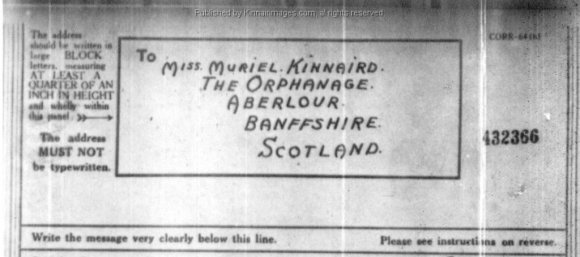 Published by Kinnairdimages.com, all rights reserved
The address
should be written in
large BLOCK
letters, measuring
AT LEAST A
QUARTER OF AN
INCH IN HEIGHT
and wholly within
this panel.
The address
MUST NOT
be typewritten.
To
MISS. MURIEL. KINNAIRD.
THE ORPHANAGE.
ABERLOUR.
BANFFSHIRE.
SCOTLAND.
432366
Write the message very clearly below this line.
Please see instructions on reverse.